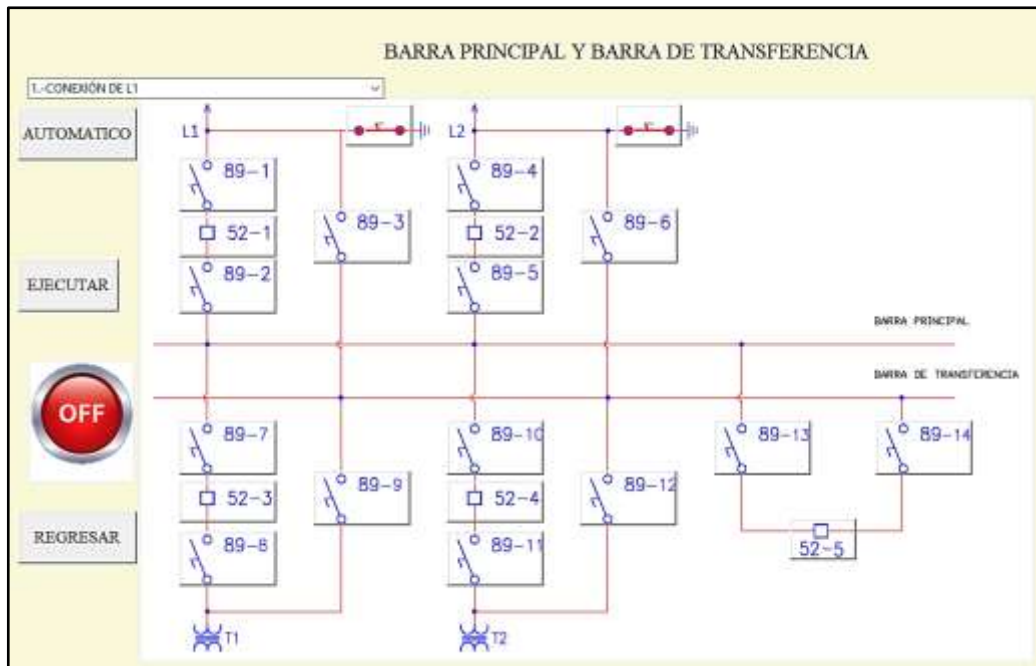 BARRA PRINCIPAL Y BARRA DE TRANSFERENCIA
1.-CONEXIÓN DE L1
AUTOMATICO
L1
L2
89-1
89-4
89-3
89-6
52-1
52-2
EJECUTAR
89-2
89-5
BARRA PRINCIPAL
BARRA DE TRANSFERENCIA
OFF
89-7
89-10
89-13
89-14
89-9
89-12
52-3
52-4
REGRESAR
89-8
89-11
52-5
T1
T2